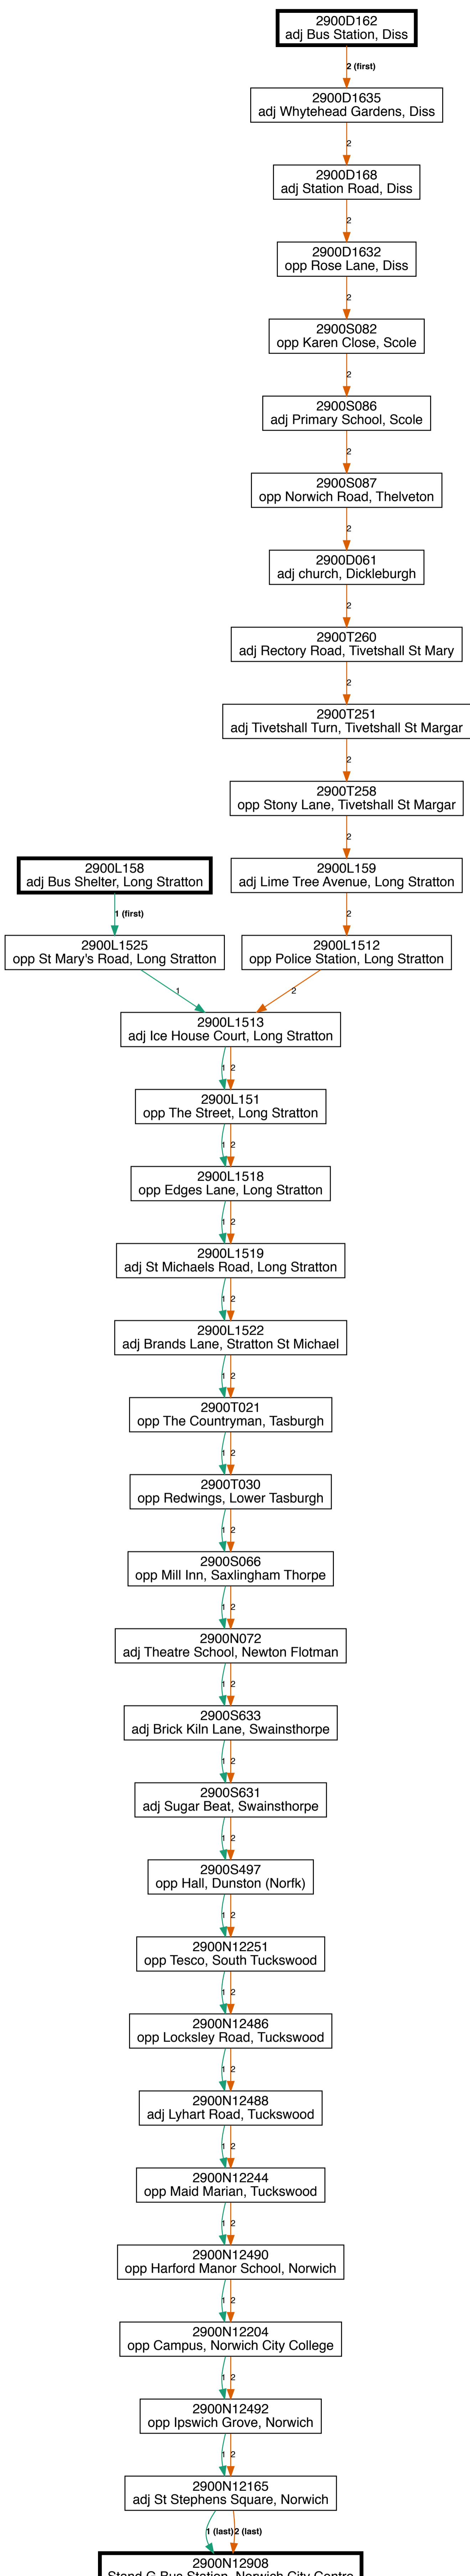 2900D162
adj Bus Station, Diss
2 (first)
2900D1635
adj Whytehead Gardens, Diss
2
2900D168
adj Station Road, Diss
2
2900D1632
opp Rose Lane, Diss
2
2900S082
opp Karen Close, Scole
2
2900S086
adj Primary School, Scole
2
2900S087
opp Norwich Road, Thelveton
2
2900D061
adj church, Dickleburgh
2
2900T260
adj Rectory Road, Tivetshall St Mary
2
2900T251
adj Tivetshall Turn, Tivetshall St Margar
2
2900T258
opp Stony Lane, Tivetshall St Margar
2
2900L158
adj Bus Shelter, Long Stratton
2900L159
adj Lime Tree Avenue, Long Stratton
1 (first)
2
2900L1525
opp St Mary's Road, Long Stratton
2900L1512
opp Police Station, Long Stratton
1
2
2900L1513
adj Ice House Court, Long Stratton
1 2
2900L151
opp The Street, Long Stratton
1 2
2900L1518
opp Edges Lane, Long Stratton
1 2
2900L1519
adj St Michaels Road, Long Stratton
1 2
2900L1522
adj Brands Lane, Stratton St Michael
1 2
2900T021
opp The Countryman, Tasburgh
1 2
2900T030
opp Redwings, Lower Tasburgh
1 2
2900S066
opp Mill Inn, Saxlingham Thorpe
1 2
2900N072
adj Theatre School, Newton Flotman
1 2
2900S633
adj Brick Kiln Lane, Swainsthorpe
1 2
2900S631
adj Sugar Beat, Swainsthorpe
1 2
2900S497
opp Hall, Dunston (Norfk)
1 2
2900N12251
opp Tesco, South Tuckswood
1 2
2900N12486
opp Locksley Road, Tuckswood
1 2
2900N12488
adj Lyhart Road, Tuckswood
1 2
2900N12244
opp Maid Marian, Tuckswood
1 2
2900N12490
opp Harford Manor School, Norwich
1 2
2900N12204
opp Campus, Norwich City College
1 2
2900N12492
opp Ipswich Grove, Norwich
1 2
2900N12165
adj St Stephens Square, Norwich
1 (last) 2 (last)
2900N12908
Stand G Bus Station, Norwich City Centre